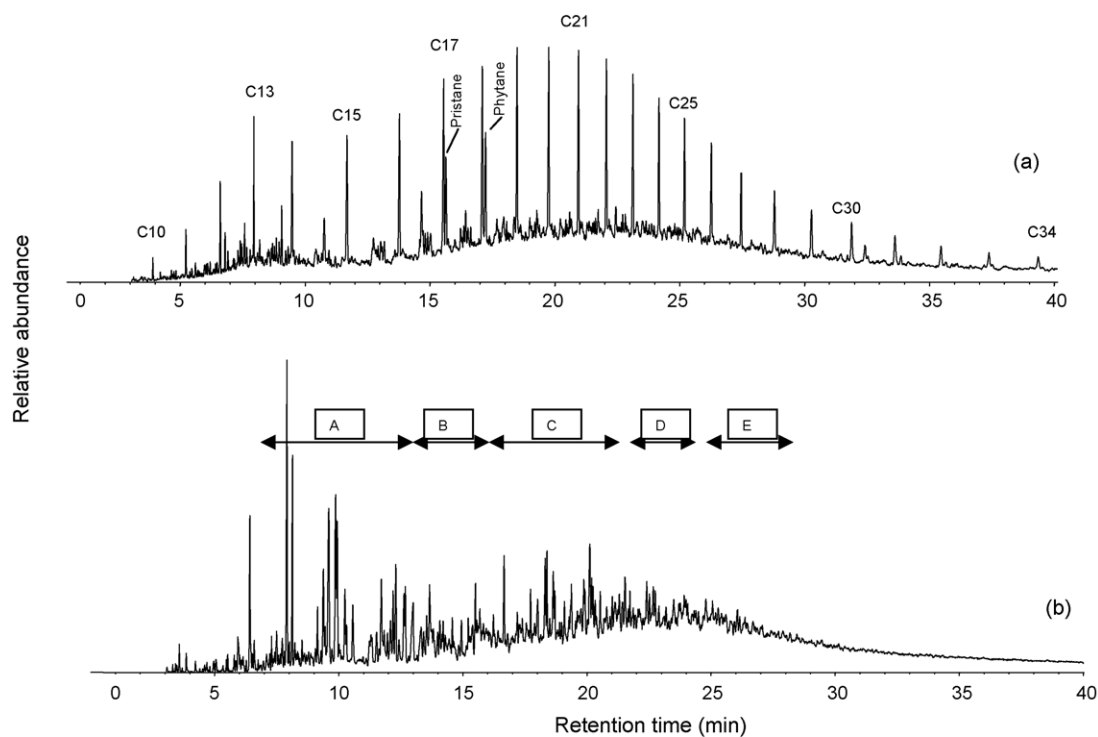 C21
C17
C13
Pristane
Phytane
C15
C25
(a)
C10
C30
C34
0 5 10 15 20 25 30 35 40
Relative abundance
A B C D E
(b)
0 5 10 15 20 25 30 35 40
Retention time (min)